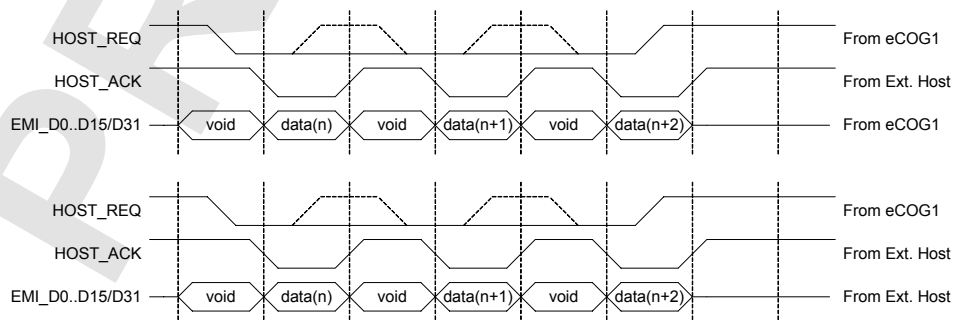 HOST_REQ From eCOG1
HOST_ACK From Ext. Host
EMI_D0..D15/D31 void data(n) void data(n+1) void data(n+2) From eCOG1
HOST_REQ From eCOG1
HOST_ACK From Ext. Host
EMI_D0..D15/D31 void data(n) void data(n+1) void data(n+2) From Ext. Host